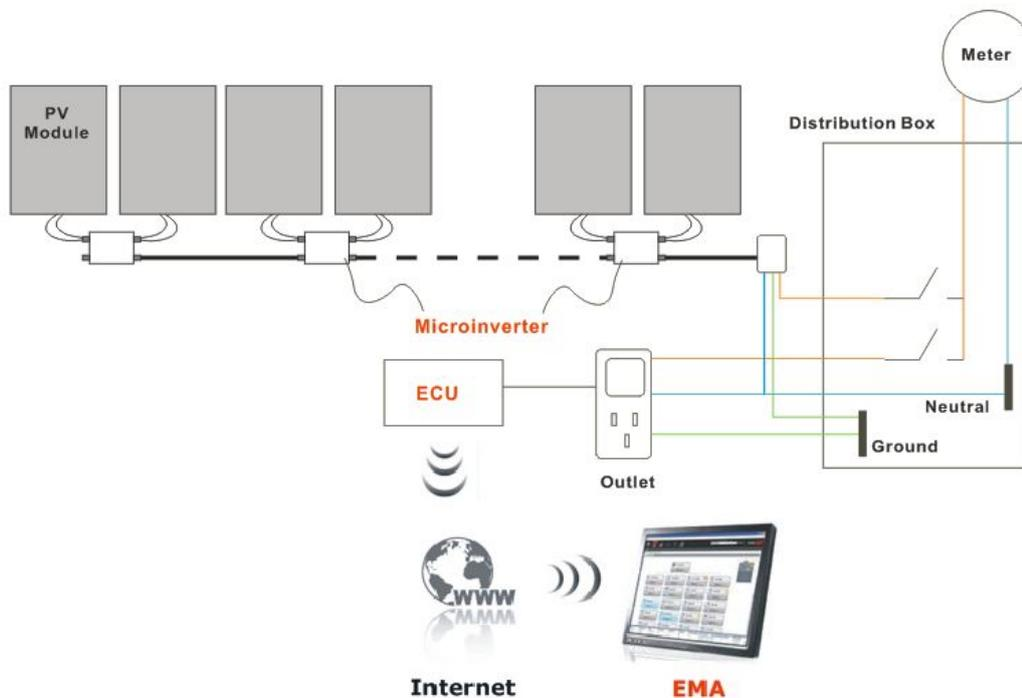 Meter
PV
Module
Distribution Box
Microinverter
ECU
Neutral
Ground
Outlet
WWW
Internet
EMA